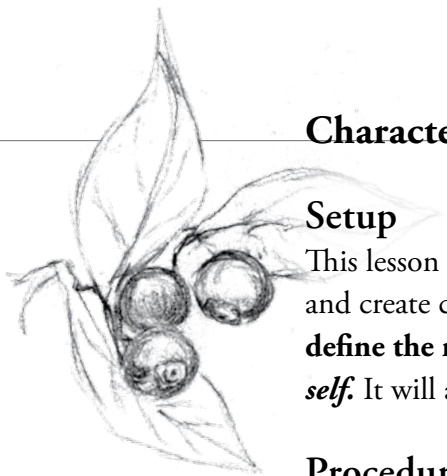 Characte
Setup
This lesson
and create c
define the r
self. It will a
Procedur